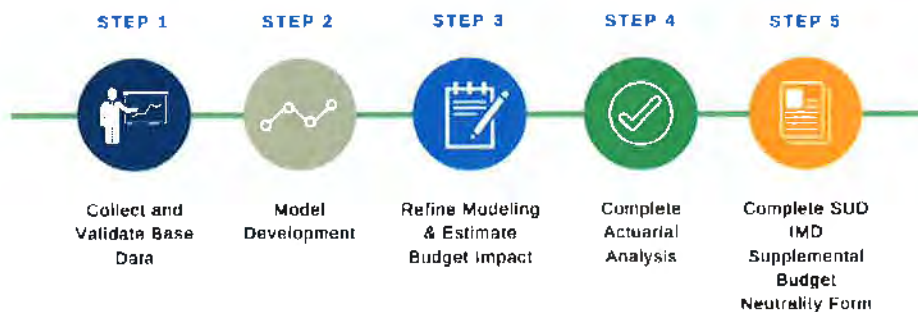 STEP 1
STEP 2
STEP 3
STEP 4
STEP 5
Collect and
Validate Base
Data
Model
Development
Refine Modeling
& Estimate
Budget Impact
Complete
Actuarial
Analysis
Complete SUD
IMD
Supplemental
Budget
Neutrality Form